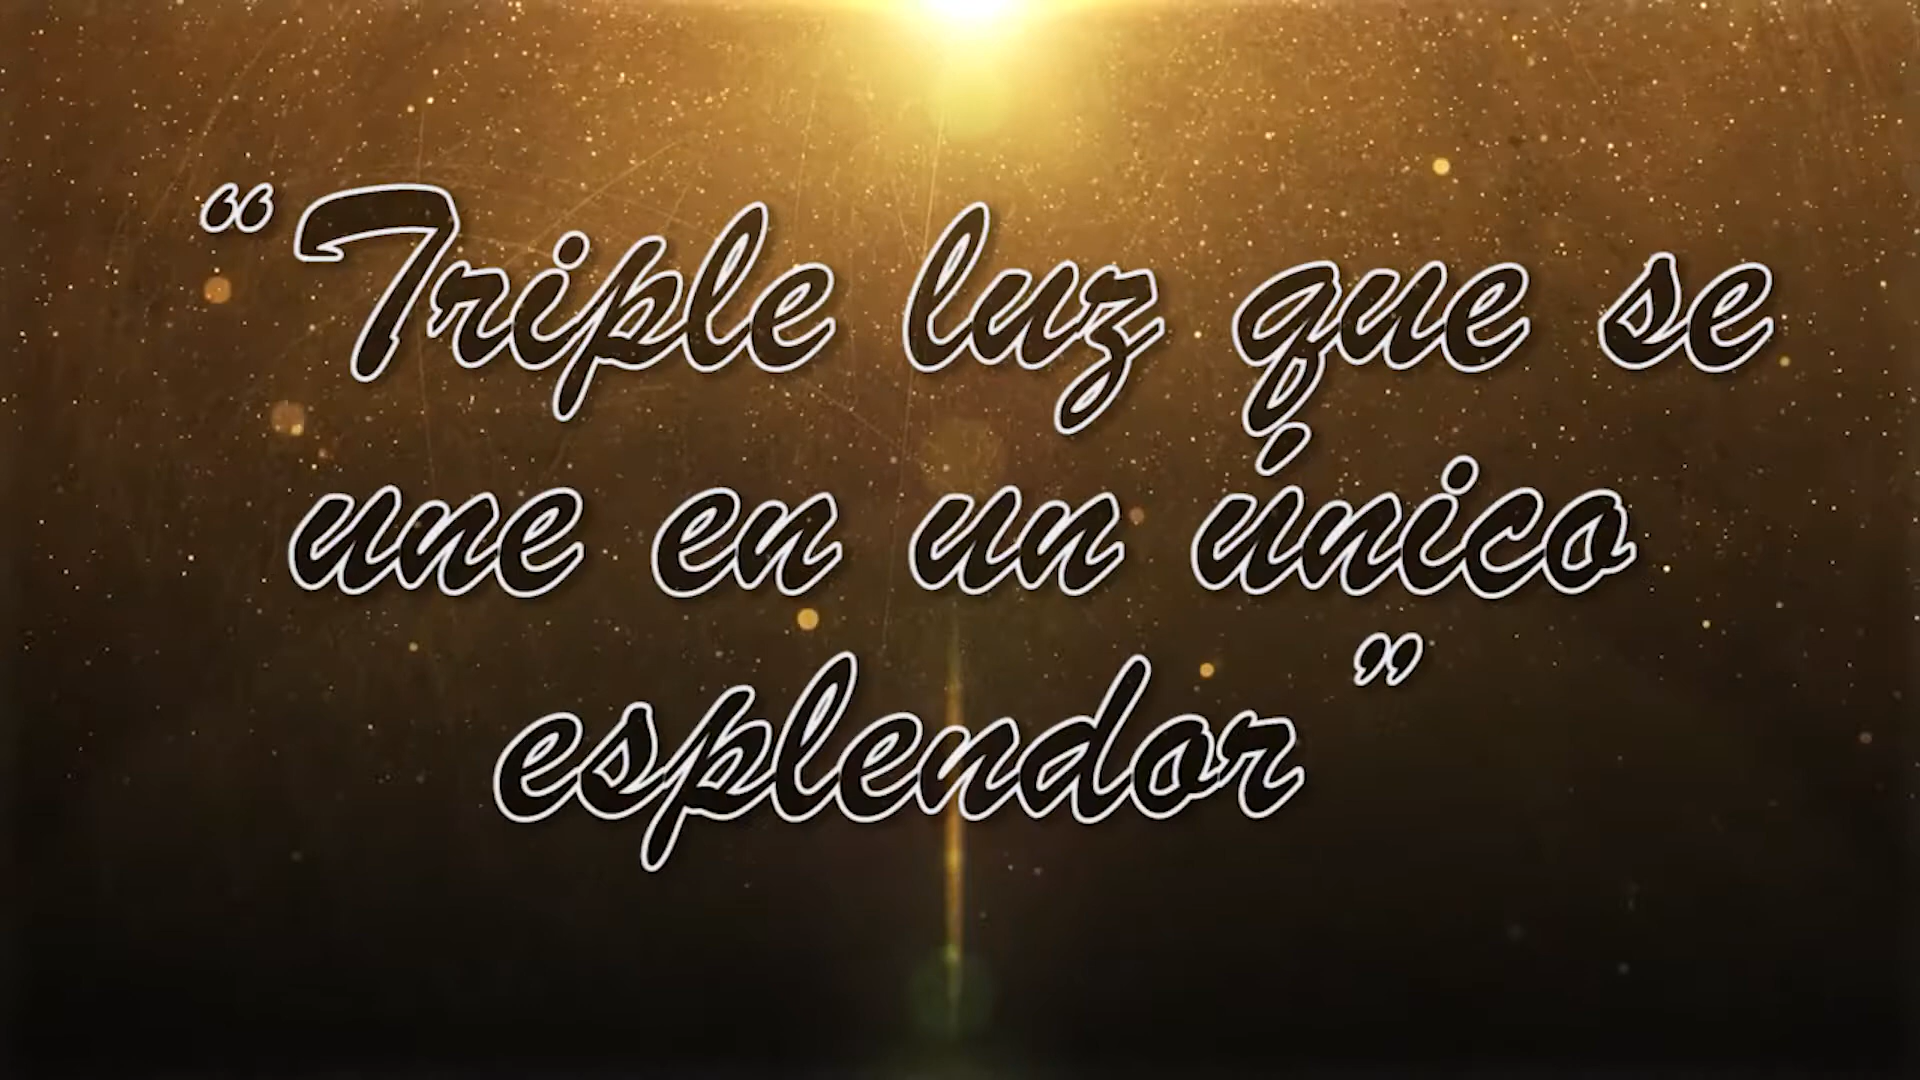 “Triple luz que se
une en un único
esplendor”